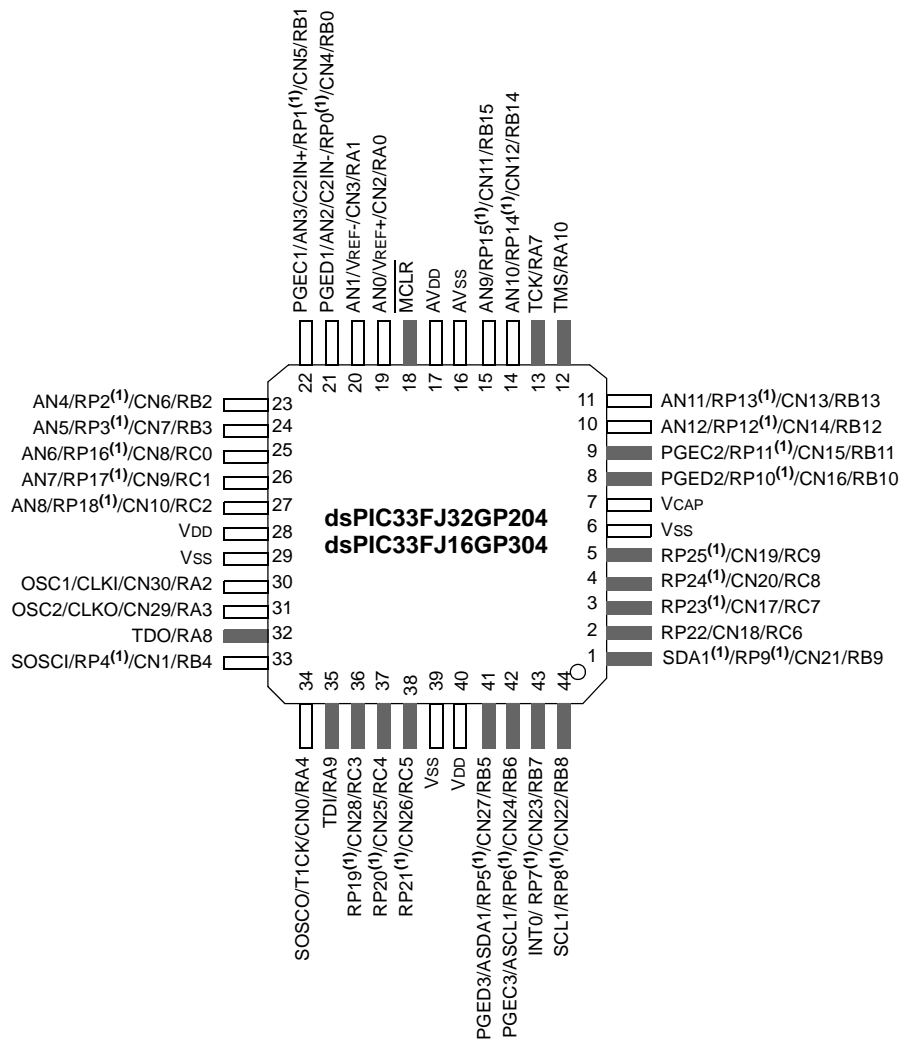 PGEC1/AN3/C2IN+/RP1(1)/CN5/RB1
PGED1/AN2/C2IN-/RP0(1)/CN4/RB0
AN1/VREF-/CN3/RA1
AN0/VREF+/CN2/RA0
MCLR
AVDD
AVSS
AN9/RP15(1)/CN11/RB15
AN10/RP14(1)/CN12/RB14
TCK/RA7
TMS/RA10
22 21 20 19 18 17 16 15 14 13 12
AN4/RP2(1)/CN6/RB2 23
AN5/RP3(1)/CN7/RB3 24
AN6/RP16(1)/CN8/RC0 25
AN7/RP17(1)/CN9/RC1 26
AN8/RP18(1)/CN10/RC2 27
VDD 28
VSS 29
OSC1/CLKI/CN30/RA2 30
OSC2/CLKO/CN29/RA3 31
TDO/RA8 32
SOSCI/RP4(1)/CN1/RB4 33
dsPIC33FJ32GP204
dsPIC33FJ16GP304
11 AN11/RP13(1)/CN13/RB13
10 AN12/RP12(1)/CN14/RB12
9 PGEC2/RP11(1)/CN15/RB11
8 PGED2/RP10(1)/CN16/RB10
7 VCAP
6 VSS
5 RP25(1)/CN19/RC9
4 RP24(1)/CN20/RC8
3 RP23(1)/CN17/RC7
2 RP22/CN18/RC6
1 SDA1(1)/RP9(1)/CN21/RB9
34 35 36 37 38 39 40 41 42 43 44
SOSCO/T1CK/CN0/RA4
TDI/RA9
RP19(1)/CN28/RC3
RP20(1)/CN25/RC4
RP21(1)/CN26/RC5
VSS
VDD
PGED3/ASDA1/RP5(1)/CN27/RB5
PGEC3/ASCL1/RP6(1)/CN24/RB6
INT0/ RP7(1)/CN23/RB7
SCL1/RP8(1)/CN22/RB8